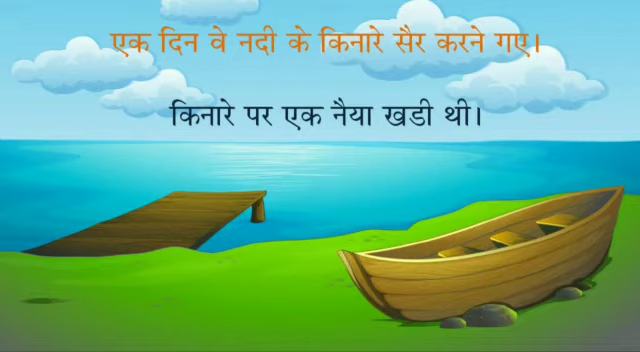 एक दिन वे नदी के किनारे सैर करने गए।
किनारे पर एक नैया खडी थी।